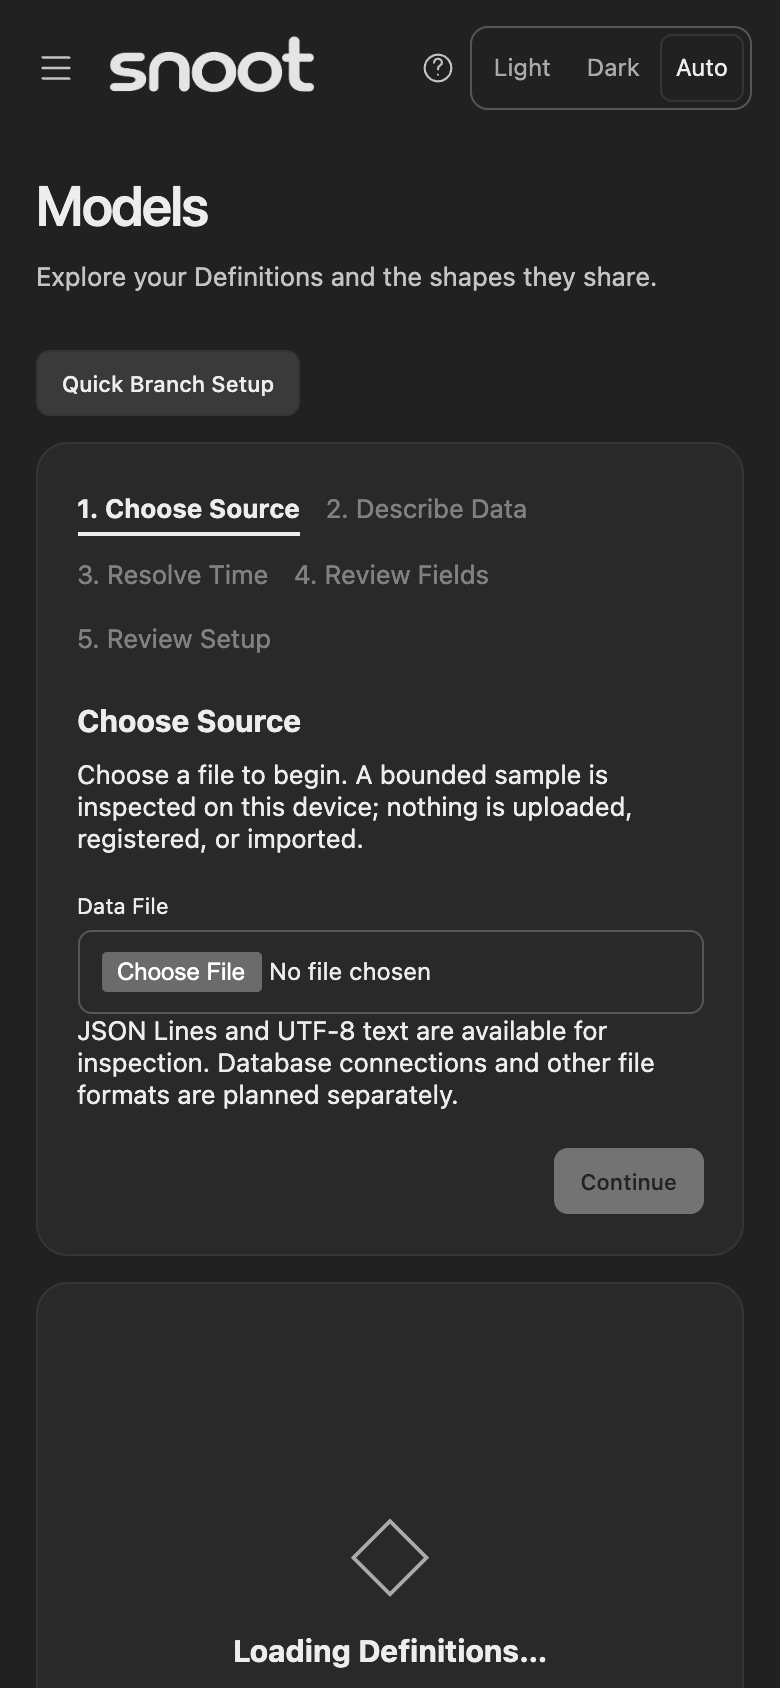 snoot
Light Dark Auto
Models
Explore your Definitions and the shapes they share.
Quick Branch Setup
1. Choose Source 2. Describe Data
3. Resolve Time 4. Review Fields
5. Review Setup
Choose Source
Choose a file to begin. A bounded sample is
inspected on this device; nothing is uploaded,
registered, or imported.
Data File
Choose File No file chosen
JSON Lines and UTF-8 text are available for
inspection. Database connections and other file
formats are planned separately.
Continue
Loading Definitions...